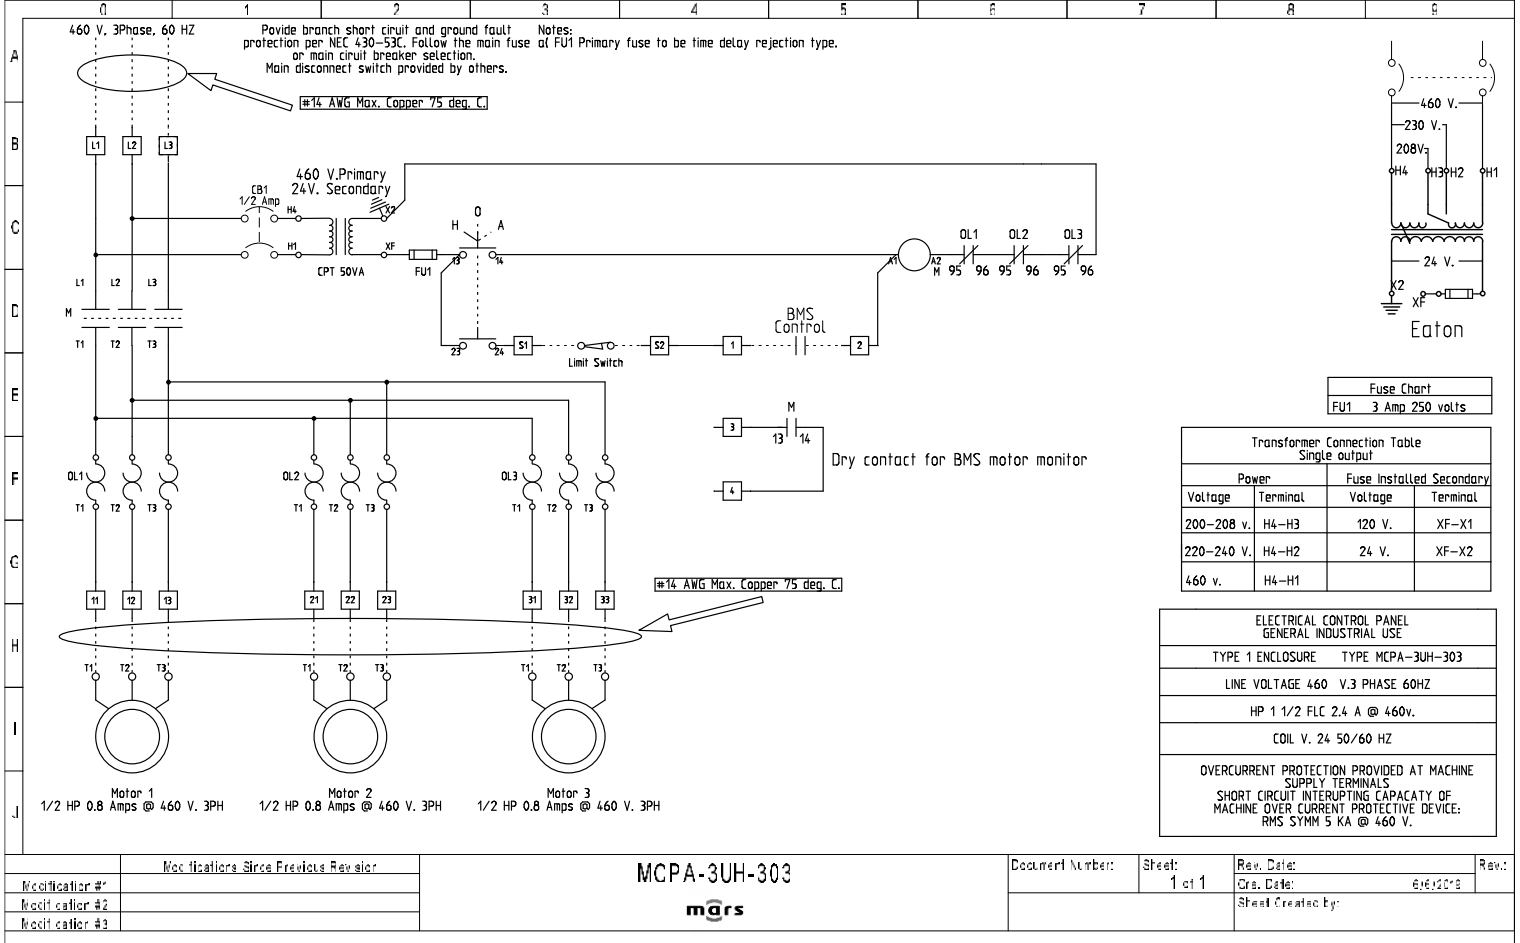 0 1 2 3 4 5 6 7 8 9
A
B
C
D
E
F
G
H
I
J
460 V, 3Phase, 60 HZ
Povide branch short ciruit and ground fault
protection per NEC 430-53C. Follow the main fuse
or main ciruit breaker selection.
Main disconnect switch provided by others.
Notes:
FU1 Primary fuse to be time delay rejection type.
#14 AWG Max. Copper 75 deg. C.
L1 L2 L3
CB1
1/2 Amp
460 V.Primary
24V. Secondary
H4 X2
H1 XF
CPT 50VA
FU1
O
H A
13 14
A1 A2
M
OL1 OL2 OL3
95 96 95 96 95 96
L1 L2 L3
M
T1 T2 T3
23 24
S1
Limit Switch
S2
1
BMS
Control
2
M
3
13 14
Dry contact for BMS motor monitor
4
OL1 OL2 OL3
T1 T2 T3 T1 T2 T3 T1 T2 T3
#14 AWG Max. Copper 75 deg. C.
11 12 13 21 22 23 31 32 33
T1 T2 T3 T1 T2 T3 T1 T2 T3
Motor 1
1/2 HP 0.8 Amps @ 460 V. 3PH
Motor 2
1/2 HP 0.8 Amps @ 460 V. 3PH
Motor 3
1/2 HP 0.8 Amps @ 460 V. 3PH
460 V.
230 V.
208V
H4 H3 H2 H1
24 V.
X2
XF
Eaton
Fuse Chart
FU1 3 Amp 250 volts
Transformer Connection Table
Single output
Power Fuse Installed Secondary
Voltage Terminal Voltage Terminal
200-208 v. H4-H3 120 V. XF-X1
220-240 V. H4-H2 24 V. XF-X2
460 v. H4-H1
ELECTRICAL CONTROL PANEL
GENERAL INDUSTRIAL USE
TYPE 1 ENCLOSURE TYPE MCPA-3UH-303
LINE VOLTAGE 460 V.3 PHASE 60HZ
HP 1 1/2 FLC 2.4 A @ 460v.
COIL V. 24 50/60 HZ
OVERCURRENT PROTECTION PROVIDED AT MACHINE
SUPPLY TERMINALS
SHORT CIRCUIT INTERUPTING CAPACATY OF
MACHINE OVER CURRENT PROTECTIVE DEVICE:
RMS SYMM 5 KA @ 460 V.
Modifications Since Previous Revision
Modification #1
Modification #2
Modification #3
MCPA-3UH-303
mars
Document Number:
Sheet:
1 of 1
Rev. Date:
Cre. Date:
Sheet Created by:
Rev.: